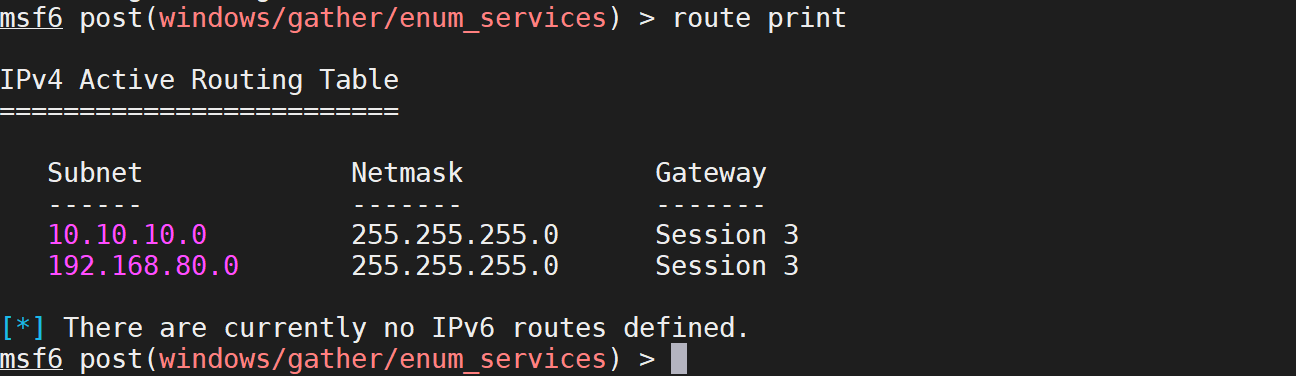 msf6 post(windows/gather/enum_services) > route print
IPv4 Active Routing Table
=========================
Subnet Netmask Gateway
------ ------- -------
10.10.10.0 255.255.255.0 Session 3
192.168.80.0 255.255.255.0 Session 3
[*] There are currently no IPv6 routes defined.
msf6 post(windows/gather/enum_services) >